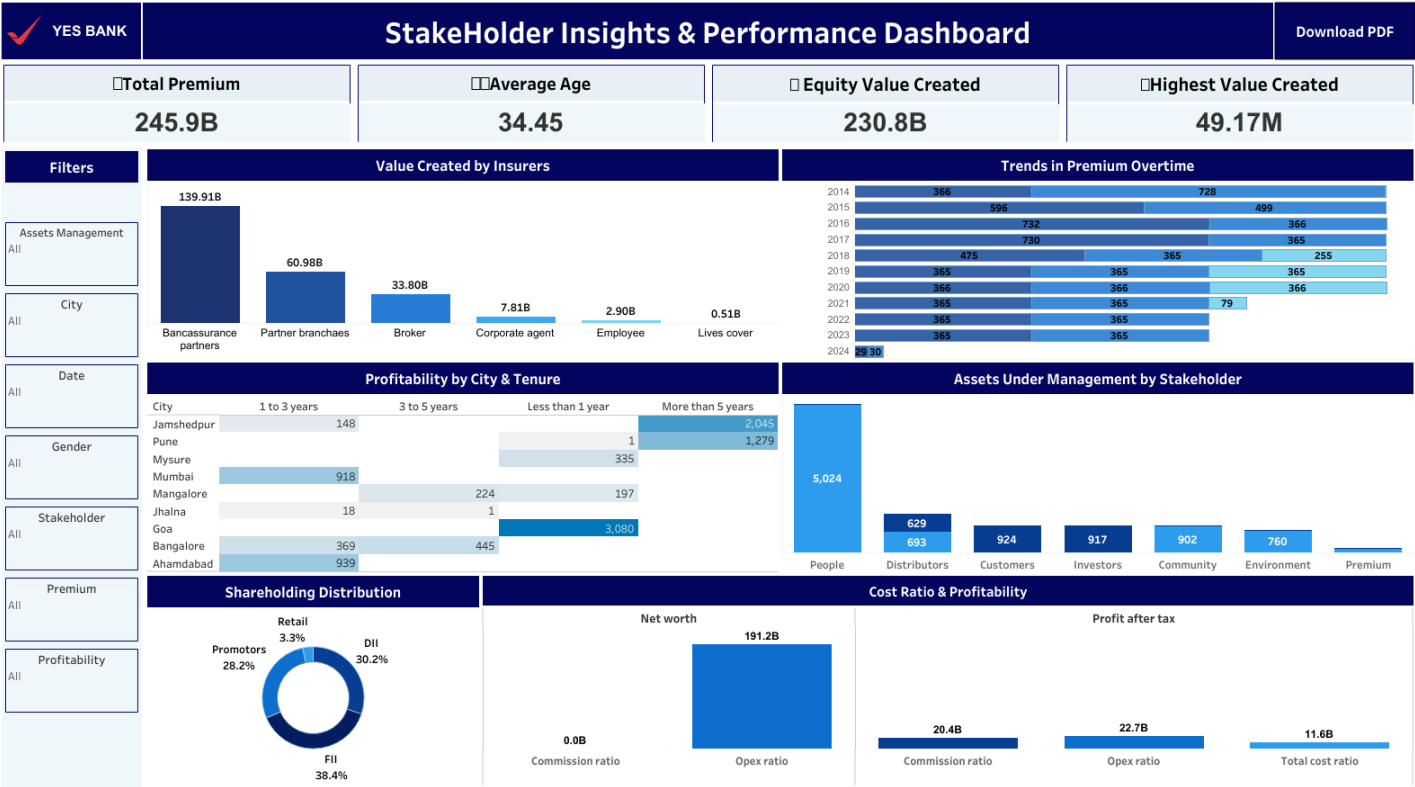 YES BANK
StakeHolder Insights & Performance Dashboard
Download PDF
Total Premium
245.9B
Average Age
34.45
Equity Value Created
230.8B
Highest Value Created
49.17M
Filters
Assets Management
All
City
All
Date
All
Gender
All
Stakeholder
All
Premium
All
Profitability
All
Value Created by Insurers
139.91B
60.98B
33.80B
7.81B
2.90B
0.51B
Bancassurance
partners
Partner branchaes
Broker
Corporate agent
Employee
Lives cover
Trends in Premium Overtime
2014 366 728
2015 596 499
2016 732 366
2017 730 365
2018 475 365 255
2019 365 365 365
2020 366 366 366
2021 365 365 79
2022 365 365
2023 365 365
2024 29 30
Profitability by City & Tenure
City 1 to 3 years 3 to 5 years Less than 1 year More than 5 years
Jamshedpur 148 2,045
Pune 1 1,279
Mysure 335
Mumbai 918
Mangalore 224 197
Jhalna 18 1
Goa 3,080
Bangalore 369 445
Ahamdabad 939
Assets Under Management by Stakeholder
5,024
629
693
924
917
902
760
People Distributors Customers Investors Community Environment Premium
Shareholding Distribution
Retail
3.3%
Promotors
28.2%
DII
30.2%
FII
38.4%
Cost Ratio & Profitability
Net worth
0.0B
191.2B
Commission ratio Opex ratio
Profit after tax
20.4B
22.7B
11.6B
Commission ratio Opex ratio Total cost ratio